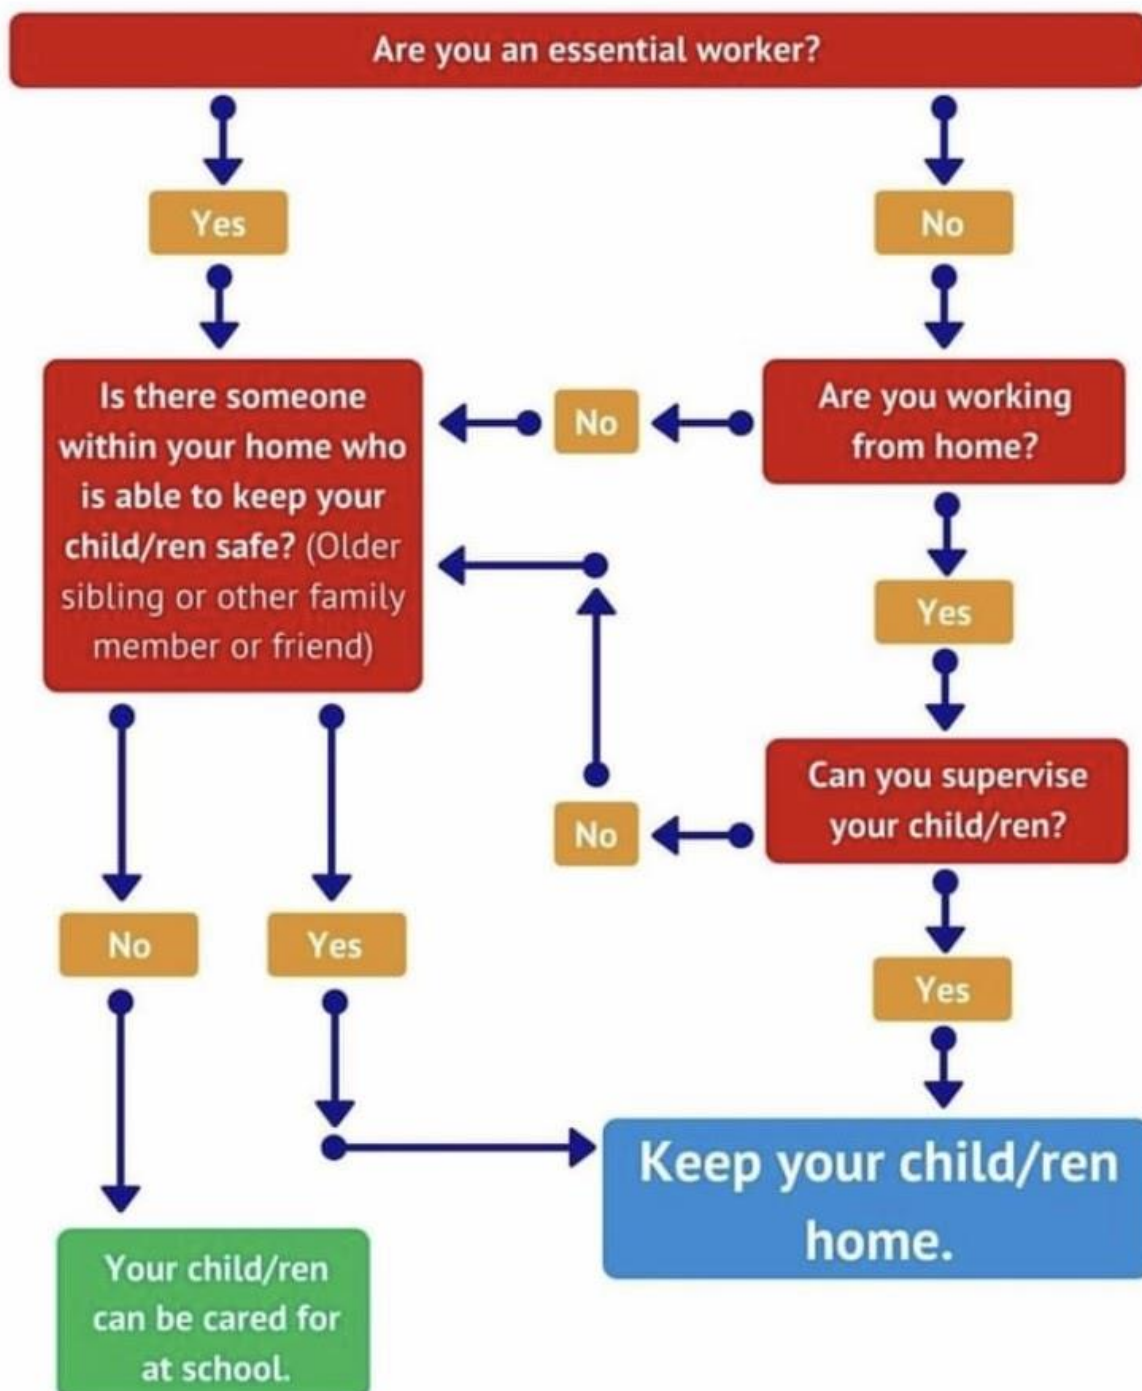 Are you an essential worker?
Yes
No
Is there someone
within your home who
is able to keep your
child/ren safe? (Older
sibling or other family
member or friend)
No
Are you working
from home?
Yes
Can you supervise
your child/ren?
No
No
Yes
Yes
Keep your child/ren
home.
Your child/ren
can be cared for
at school.